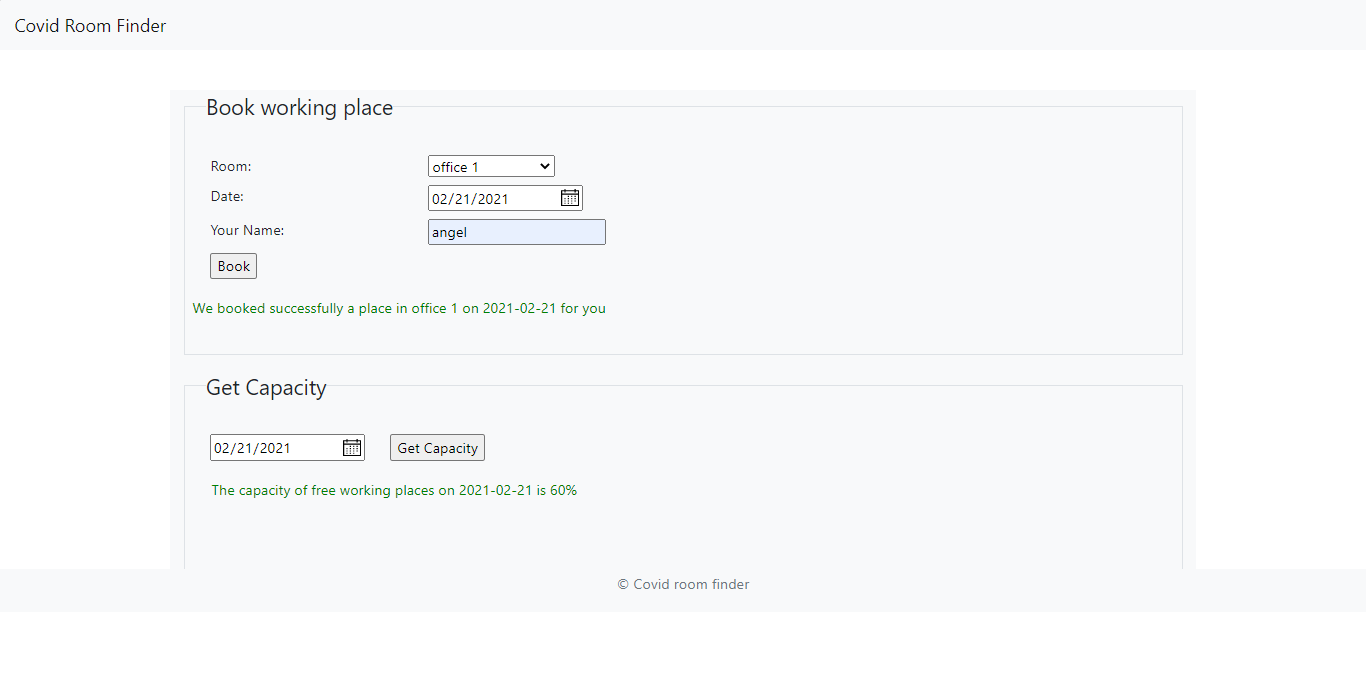 Covid Room Finder
Book working place
Room:
office 1
Date:
02/21/2021
Your Name:
angel
Book
We booked successfully a place in office 1 on 2021-02-21 for you
Get Capacity
02/21/2021
Get Capacity
The capacity of free working places on 2021-02-21 is 60%
© Covid room finder